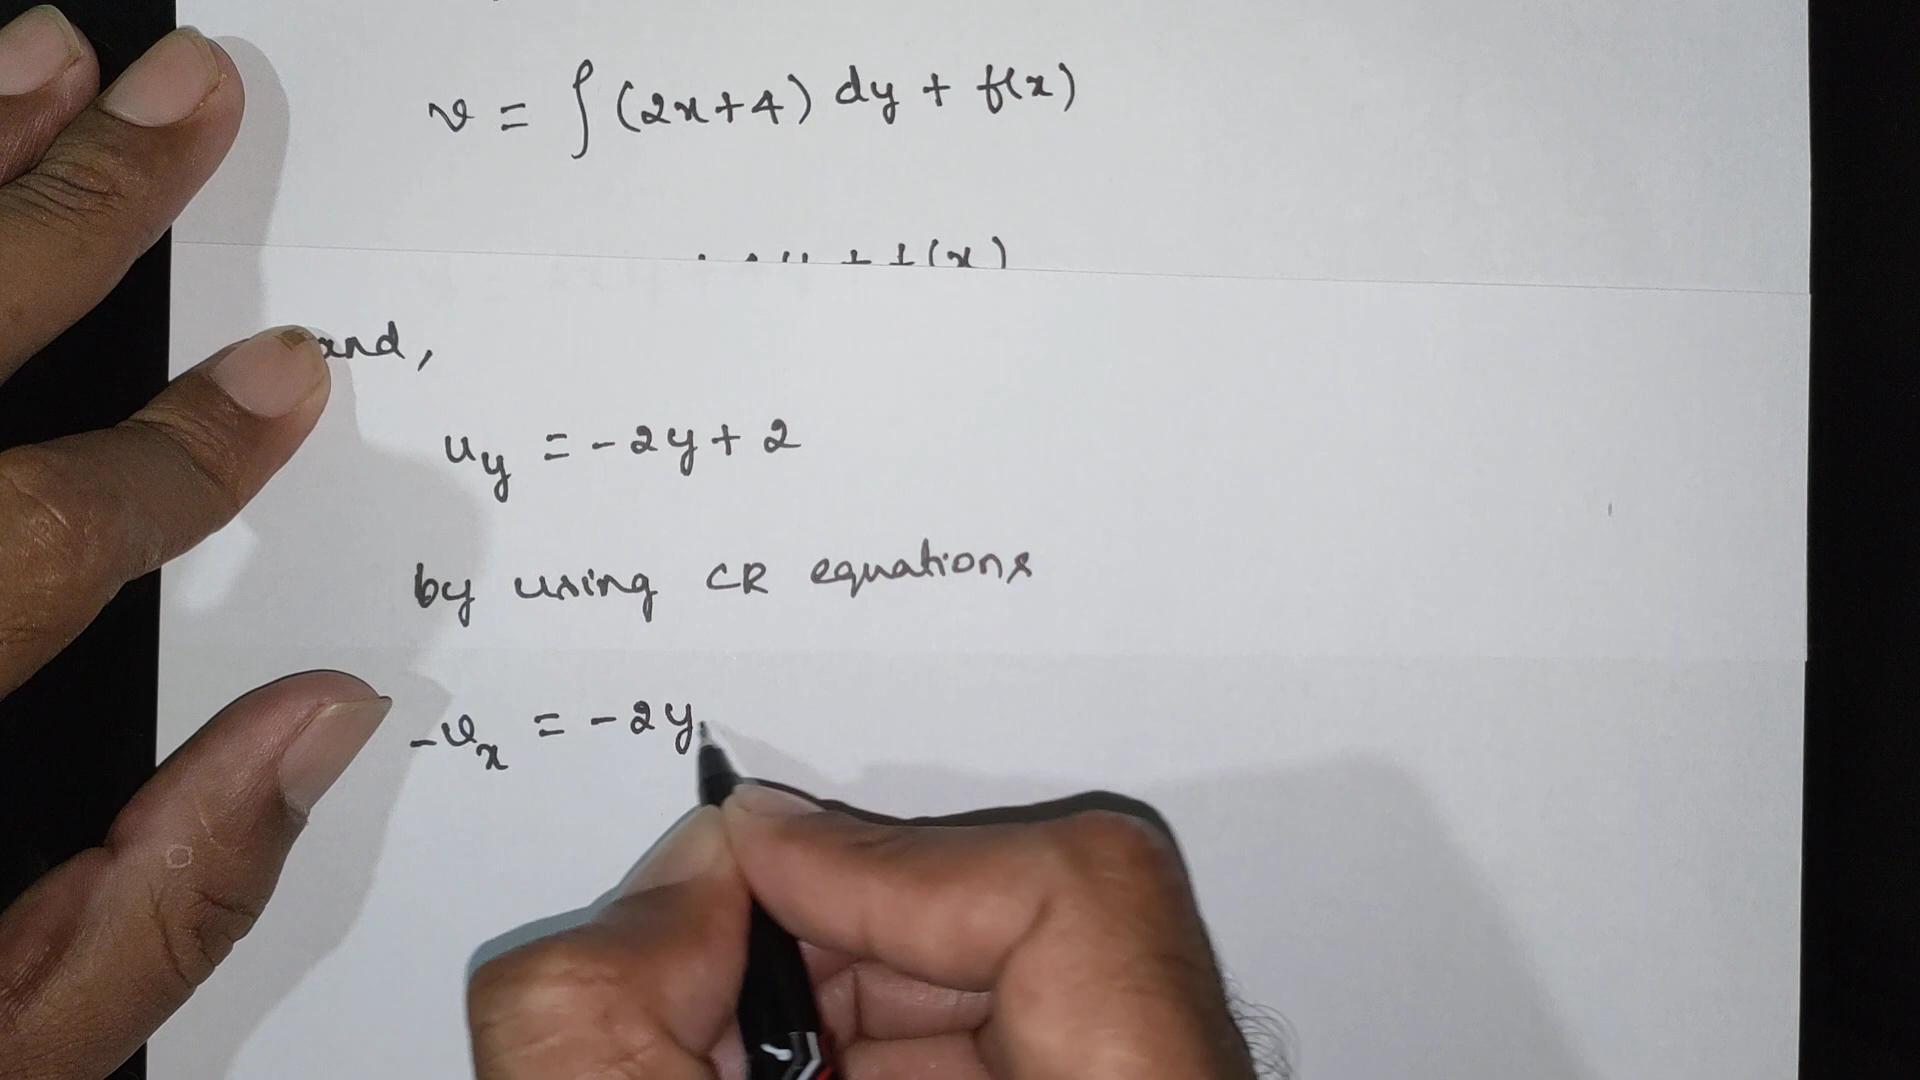 v = ∫ (2x+4) dy + f(x)
(x)
and,
u_y = -2y + 2
by using CR equations
-v_x = -2y